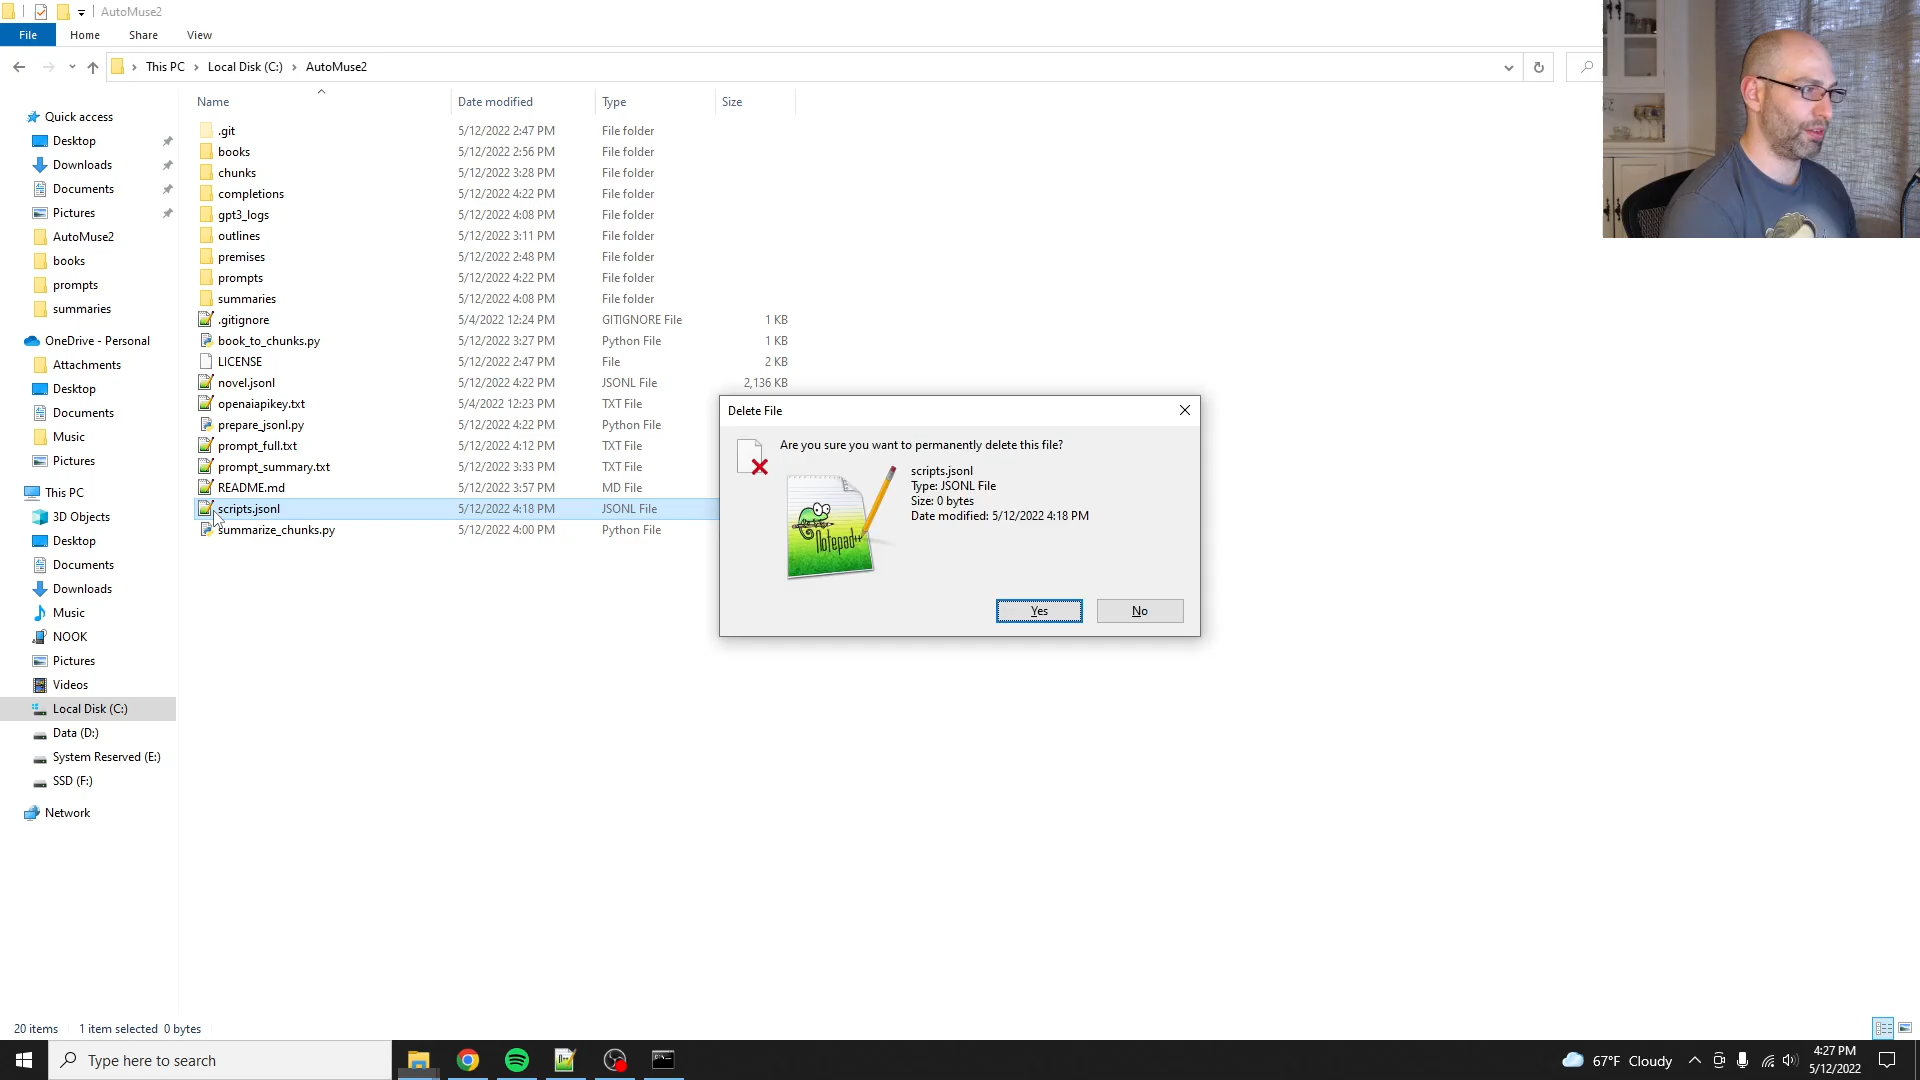 AutoMuse2
File
Home
Share
View
This PC
Local Disk (C:)
AutoMuse2
Name
Date modified
Type
Size
Quick access
Desktop
Downloads
Documents
Pictures
AutoMuse2
books
prompts
summaries
OneDrive - Personal
Attachments
Desktop
Documents
Music
Pictures
This PC
3D Objects
Desktop
Documents
Downloads
Music
NOOK
Pictures
Videos
Local Disk (C:)
Data (D:)
System Reserved (E:)
SSD (F:)
Network
.git 5/12/2022 2:47 PM File folder
books 5/12/2022 2:56 PM File folder
chunks 5/12/2022 3:28 PM File folder
completions 5/12/2022 4:22 PM File folder
gpt3_logs 5/12/2022 4:08 PM File folder
outlines 5/12/2022 3:11 PM File folder
premises 5/12/2022 2:48 PM File folder
prompts 5/12/2022 4:22 PM File folder
summaries 5/12/2022 4:08 PM File folder
.gitignore 5/4/2022 12:24 PM GITIGNORE File 1 KB
book_to_chunks.py 5/12/2022 3:27 PM Python File 1 KB
LICENSE 5/12/2022 2:47 PM File 2 KB
novel.jsonl 5/12/2022 4:22 PM JSONL File 2,136 KB
openaiapikey.txt 5/4/2022 12:23 PM TXT File
prepare_jsonl.py 5/12/2022 4:22 PM Python File
prompt_full.txt 5/12/2022 4:12 PM TXT File
prompt_summary.txt 5/12/2022 3:33 PM TXT File
README.md 5/12/2022 3:57 PM MD File
scripts.jsonl 5/12/2022 4:18 PM JSONL File
summarize_chunks.py 5/12/2022 4:00 PM Python File
Delete File
Are you sure you want to permanently delete this file?
scripts.jsonl
Type: JSONL File
Size: 0 bytes
Date modified: 5/12/2022 4:18 PM
Notepad++
Yes
No
20 items 1 item selected 0 bytes
Type here to search
67°F Cloudy
4:27 PM
5/12/2022